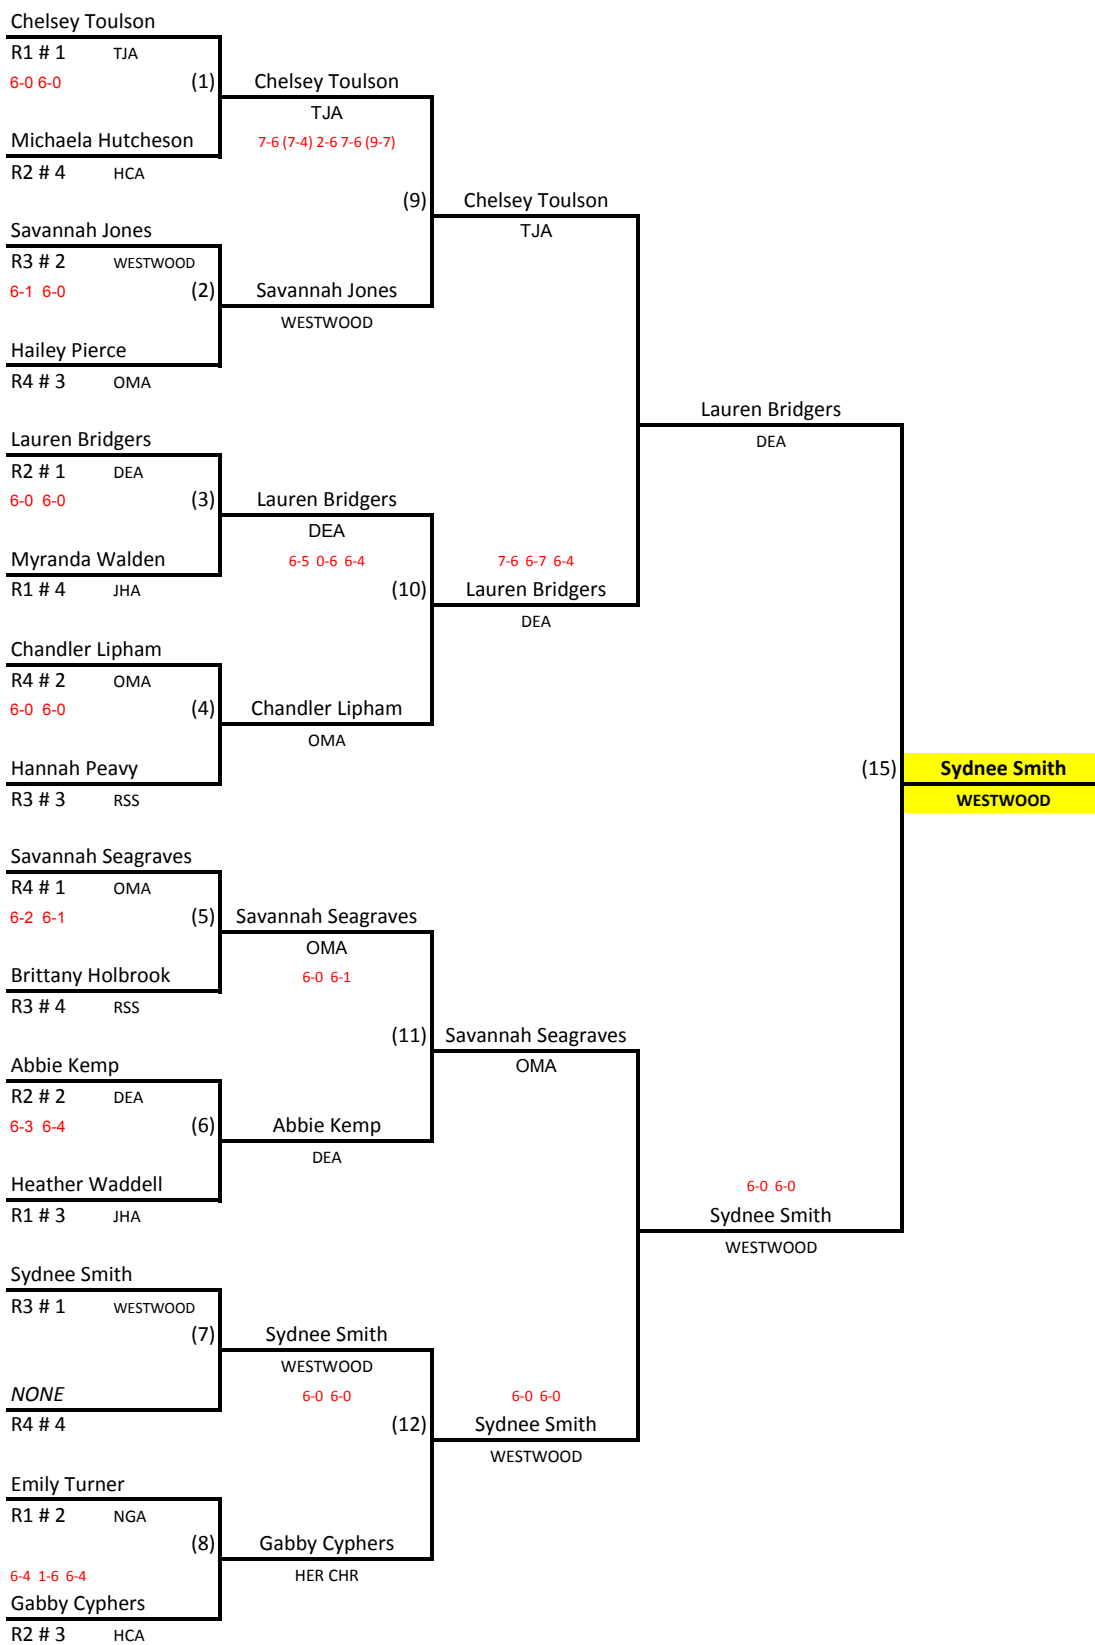 Chelsey Toulson
R1 # 1 TJA
6-0 6-0 (1)
Chelsey Toulson
TJA
Michaela Hutcheson
7-6 (7-4) 2-6 7-6 (9-7)
R2 # 4 HCA
(9)
Chelsey Toulson
TJA
Savannah Jones
R3 # 2 WESTWOOD
6-1 6-0 (2)
Savannah Jones
WESTWOOD
Hailey Pierce
R4 # 3 OMA
Lauren Bridgers
DEA
Lauren Bridgers
R2 # 1 DEA
6-0 6-0 (3)
Lauren Bridgers
DEA
Myranda Walden
6-5 0-6 6-4
7-6 6-7 6-4
R1 # 4 JHA
(10)
Lauren Bridgers
DEA
Chandler Lipham
R4 # 2 OMA
6-0 6-0 (4)
Chandler Lipham
OMA
Hannah Peavy
R3 # 3 RSS
(15)
Sydnee Smith
WESTWOOD
Savannah Seagraves
R4 # 1 OMA
6-2 6-1 (5)
Savannah Seagraves
OMA
Brittany Holbrook
6-0 6-1
R3 # 4 RSS
(11)
Savannah Seagraves
OMA
Abbie Kemp
R2 # 2 DEA
6-3 6-4 (6)
Abbie Kemp
DEA
Heather Waddell
R1 # 3 JHA
6-0 6-0
Sydnee Smith
WESTWOOD
Sydnee Smith
R3 # 1 WESTWOOD
(7)
Sydnee Smith
WESTWOOD
NONE
6-0 6-0
6-0 6-0
R4 # 4
(12)
Sydnee Smith
WESTWOOD
Emily Turner
R1 # 2 NGA
(8)
Gabby Cyphers
HER CHR
6-4 1-6 6-4
Gabby Cyphers
R2 # 3 HCA